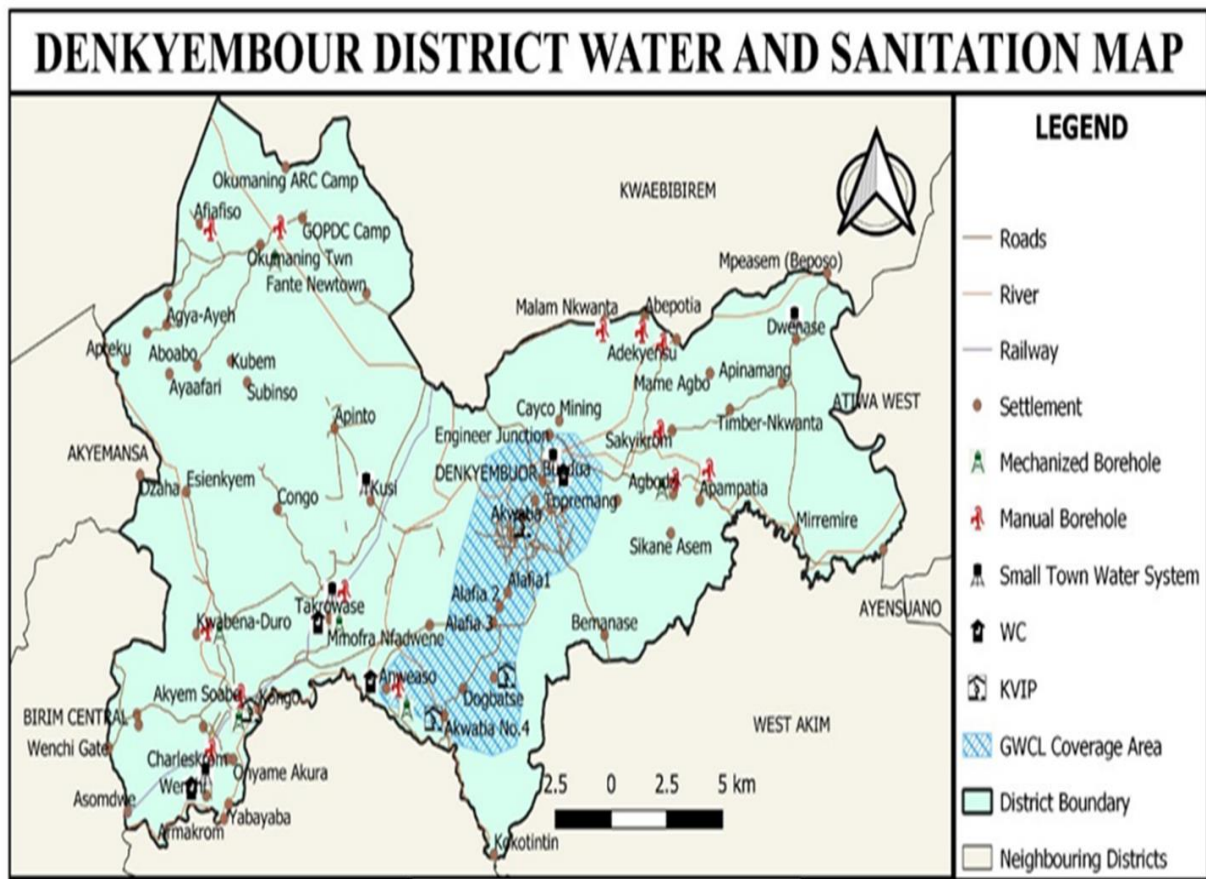 DENKYEMBOUR DISTRICT WATER AND SANITATION MAP
Okumaning ARC Camp
Afiafiso
GOPDC Camp
Okumaning Twn
Fante Newtown
Agya-Ayeh
Apteku
Aboabo
Kubem
Ayaafari
Subinso
Apinto
AKYEMANSA
Dzaha
Esienkyem
Congo
Kusi
Takrowase
Mmofra Nfadwene
Kwabena-Duro
Akyem Soabe
Kongo
BIRIM CENTRAL
Wenchi Gate
Charleskrom
Onyame Akura
Wenchi
Asomdwe
Yabayaba
Armakrom
KWAEBIBIREM
Mpeasem (Beposo)
Malam Nkwanta
Abepotia
Dwenase
Adekyensu
Mame Agbo
Apinamang
Cayco Mining
ATIWA WEST
Engineer Junction
Sakyikrom
Timber-Nkwanta
DENKYEMBUOR
Topremang
Apampatia
Akwaba
Mirremire
Sikane Asem
Alafia1
Alafia 2
Alafia 3
Bemanase
AYENSUANO
Anweaso
Dogbatse
Akwaba No.4
WEST AKIM
Kokotintin
2.5 0 2.5 5 km
LEGEND
Roads
River
Railway
Settlement
Mechanized Borehole
Manual Borehole
Small Town Water System
WC
KVIP
GWCL Coverage Area
District Boundary
Neighbouring Districts